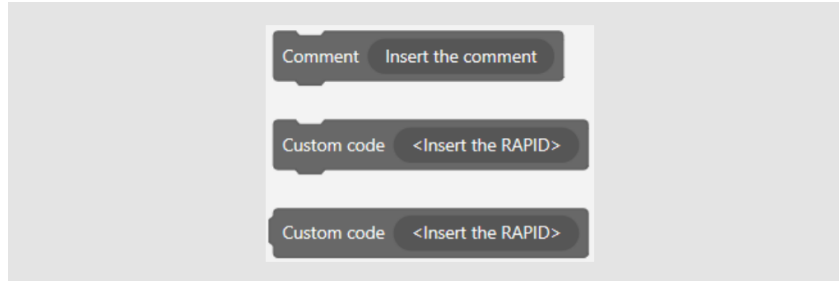 Comment Insert the comment
Custom code <Insert the RAPID>
Custom code <Insert the RAPID>